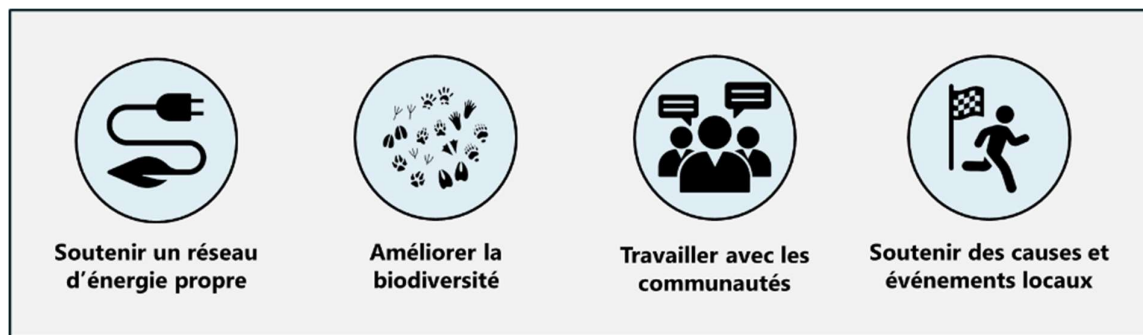 Soutenir un réseau
d'énergie propre
Améliorer la
biodiversité
Travailler avec les
communautés
Soutenir des causes et
événements locaux